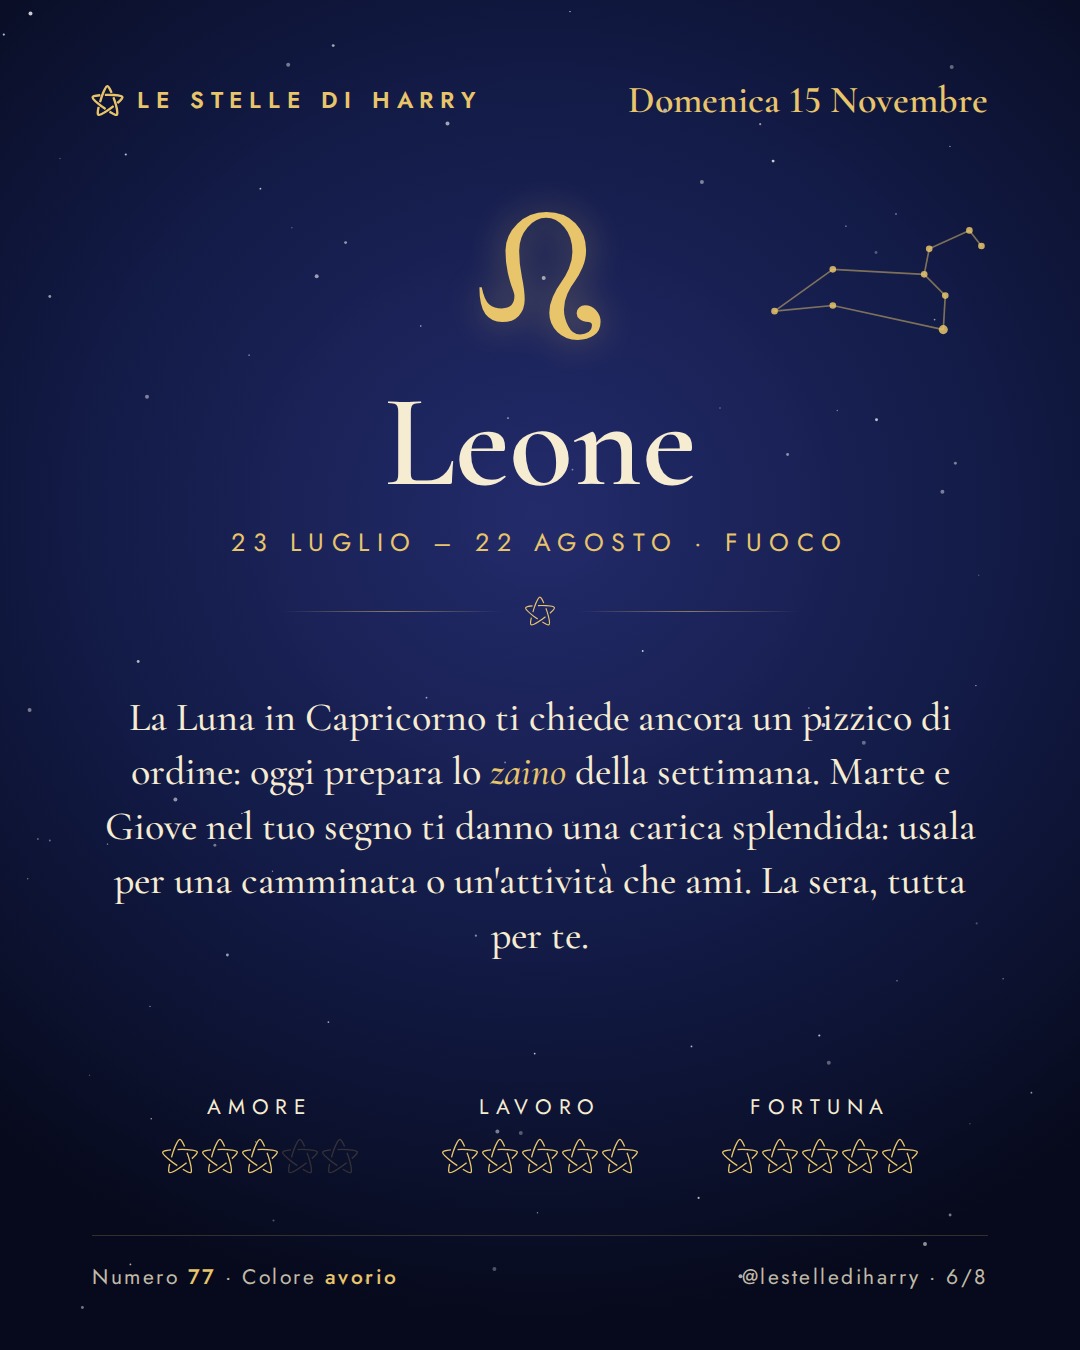 LE STELLE DI HARRY
Domenica 15 Novembre
♌
Leone
23 LUGLIO – 22 AGOSTO · FUOCO
La Luna in Capricorno ti chiede ancora un pizzico di
ordine: oggi prepara lo zaino della settimana. Marte e
Giove nel tuo segno ti danno una carica splendida: usala
per una camminata o un'attività che ami. La sera, tutta
per te.
AMORE
LAVORO
FORTUNA
Numero 77 · Colore avorio
@lestellediharry · 6/8